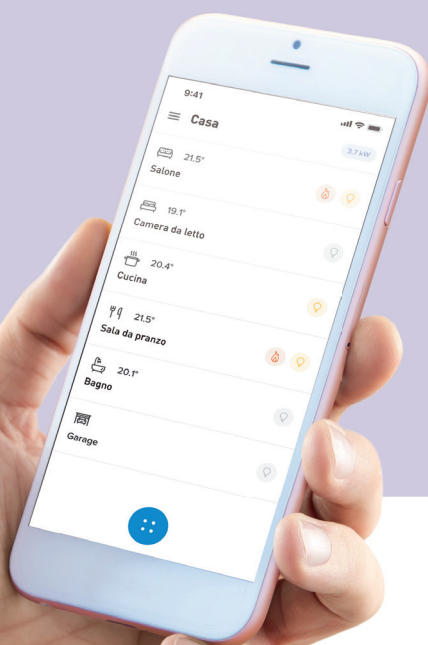 9:41
Casa
3.7 kW
21.5°
Salone
19.1°
Camera da letto
20.4°
Cucina
21.5°
Sala da pranzo
20.1°
Bagno
Garage